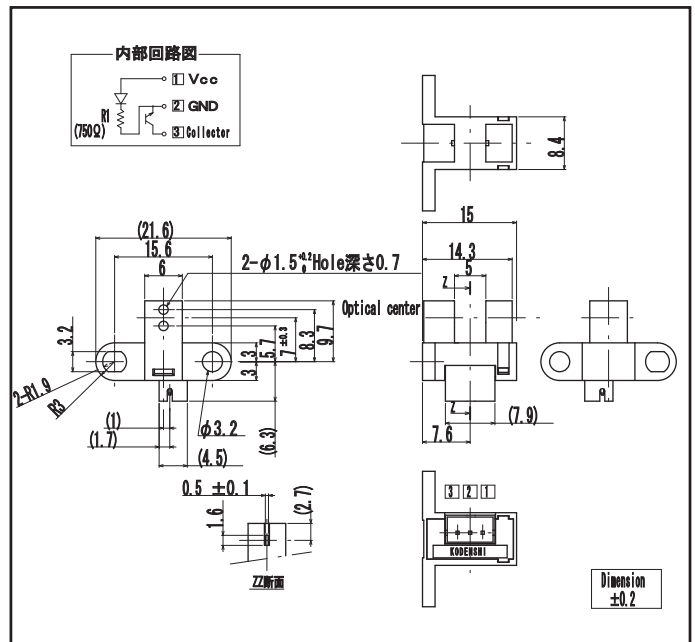 内部回路図
1 Vcc
2 GND
3 Collector
R1
(750Ω)
8.4
15
14.3
5
Z
(21.6)
15.6
6
2-φ1.5 +0.2 0 Hole深さ0.7
Optical center
3.2
3
3
5.7
7 ±0.3
8.3
9.7
2-R1.9
R3
(1)
(1.7)
φ3.2
(4.5)
(6.3)
Z
7.6
(7.9)
0.5 ±0.1
1.6
(2.7)
ZZ断面
3 2 1
KODENSHI
Dimension
±0.2